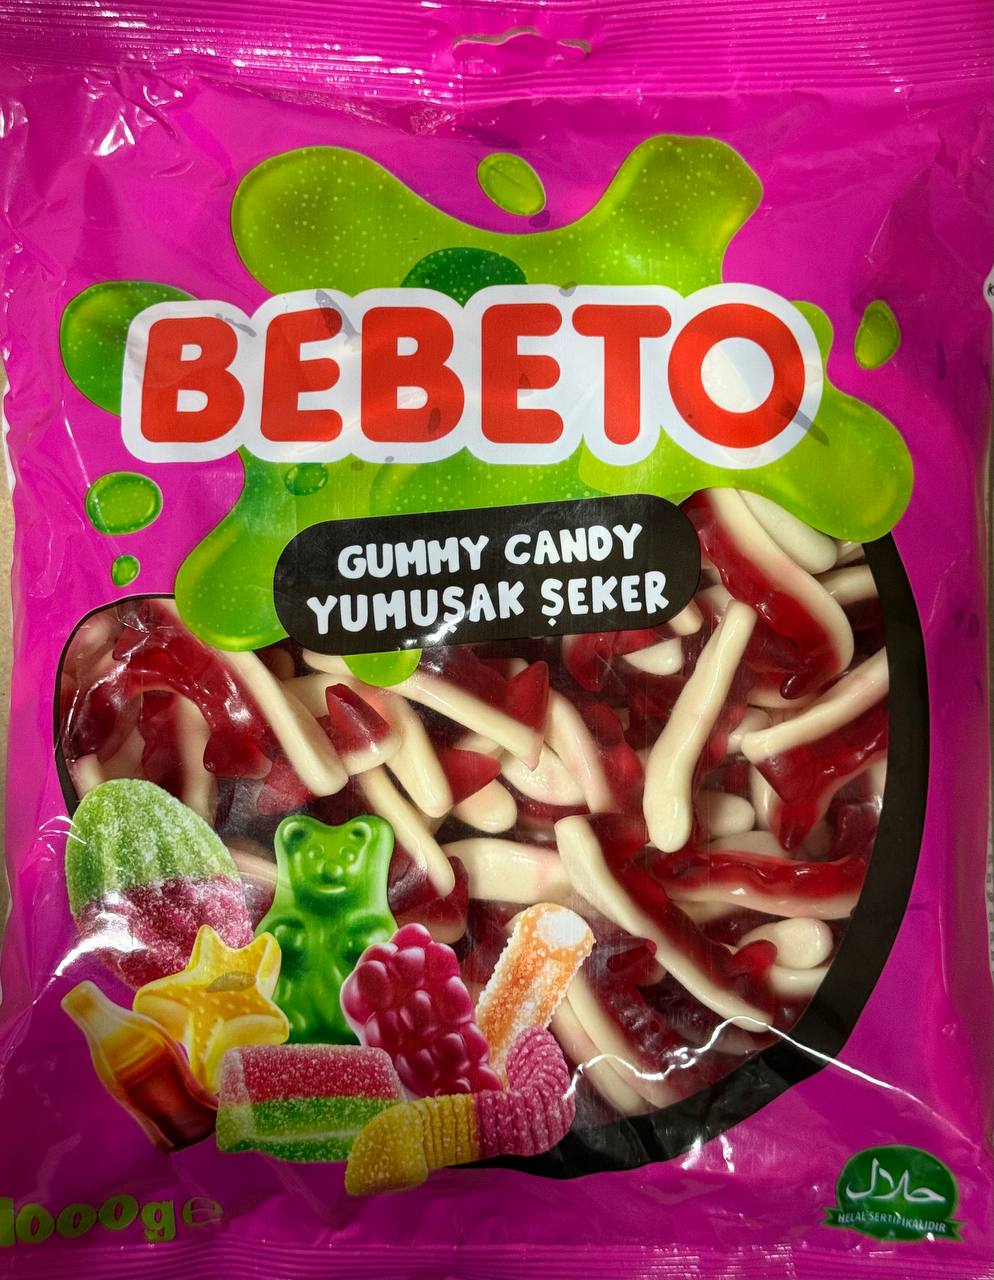 BEBETO
GUMMY CANDY
YUMUŞAK ŞEKER
1000g e
حلال
HELAL SERTİFİKALIDIR